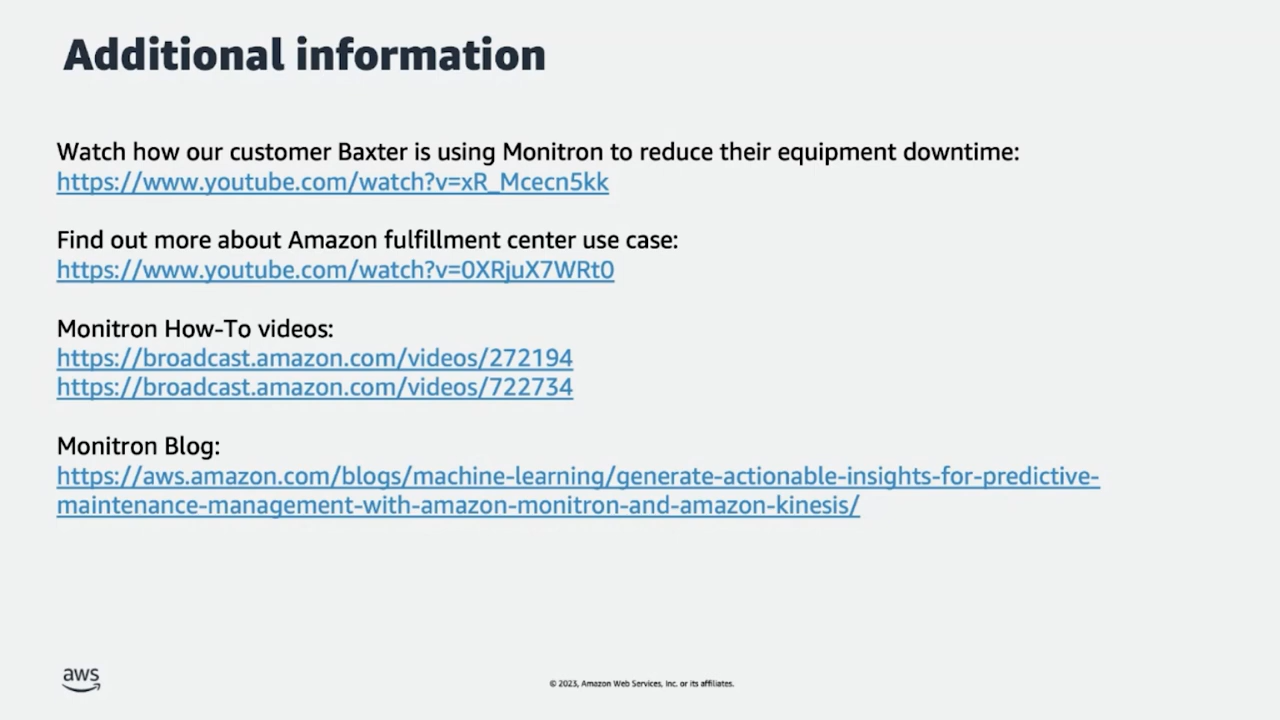 Additional information
Watch how our customer Baxter is using Monitron to reduce their equipment downtime:
https://www.youtube.com/watch?v=xR_Mcecn5kk
Find out more about Amazon fulfillment center use case:
https://www.youtube.com/watch?v=0XRjuX7WRt0
Monitron How-To videos:
https://broadcast.amazon.com/videos/272194
https://broadcast.amazon.com/videos/722734
Monitron Blog:
https://aws.amazon.com/blogs/machine-learning/generate-actionable-insights-for-predictive-
maintenance-management-with-amazon-monitron-and-amazon-kinesis/
aws
© 2023, Amazon Web Services, Inc. or its affiliates.